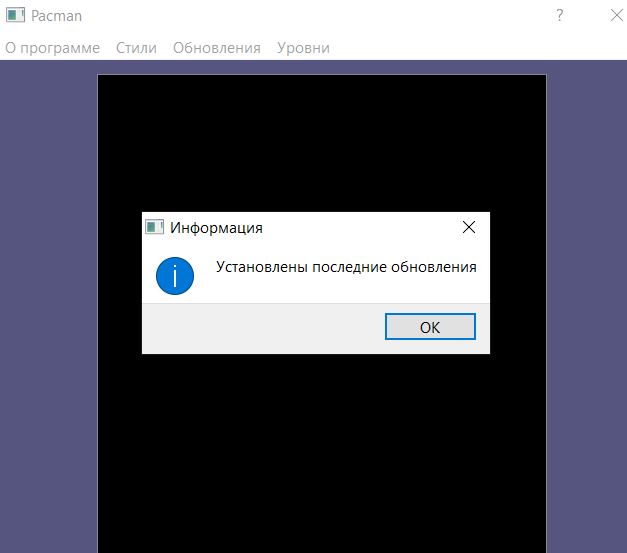 Pacman
О программе Стили Обновления Уровни
Информация
Установлены последние обновления
OK